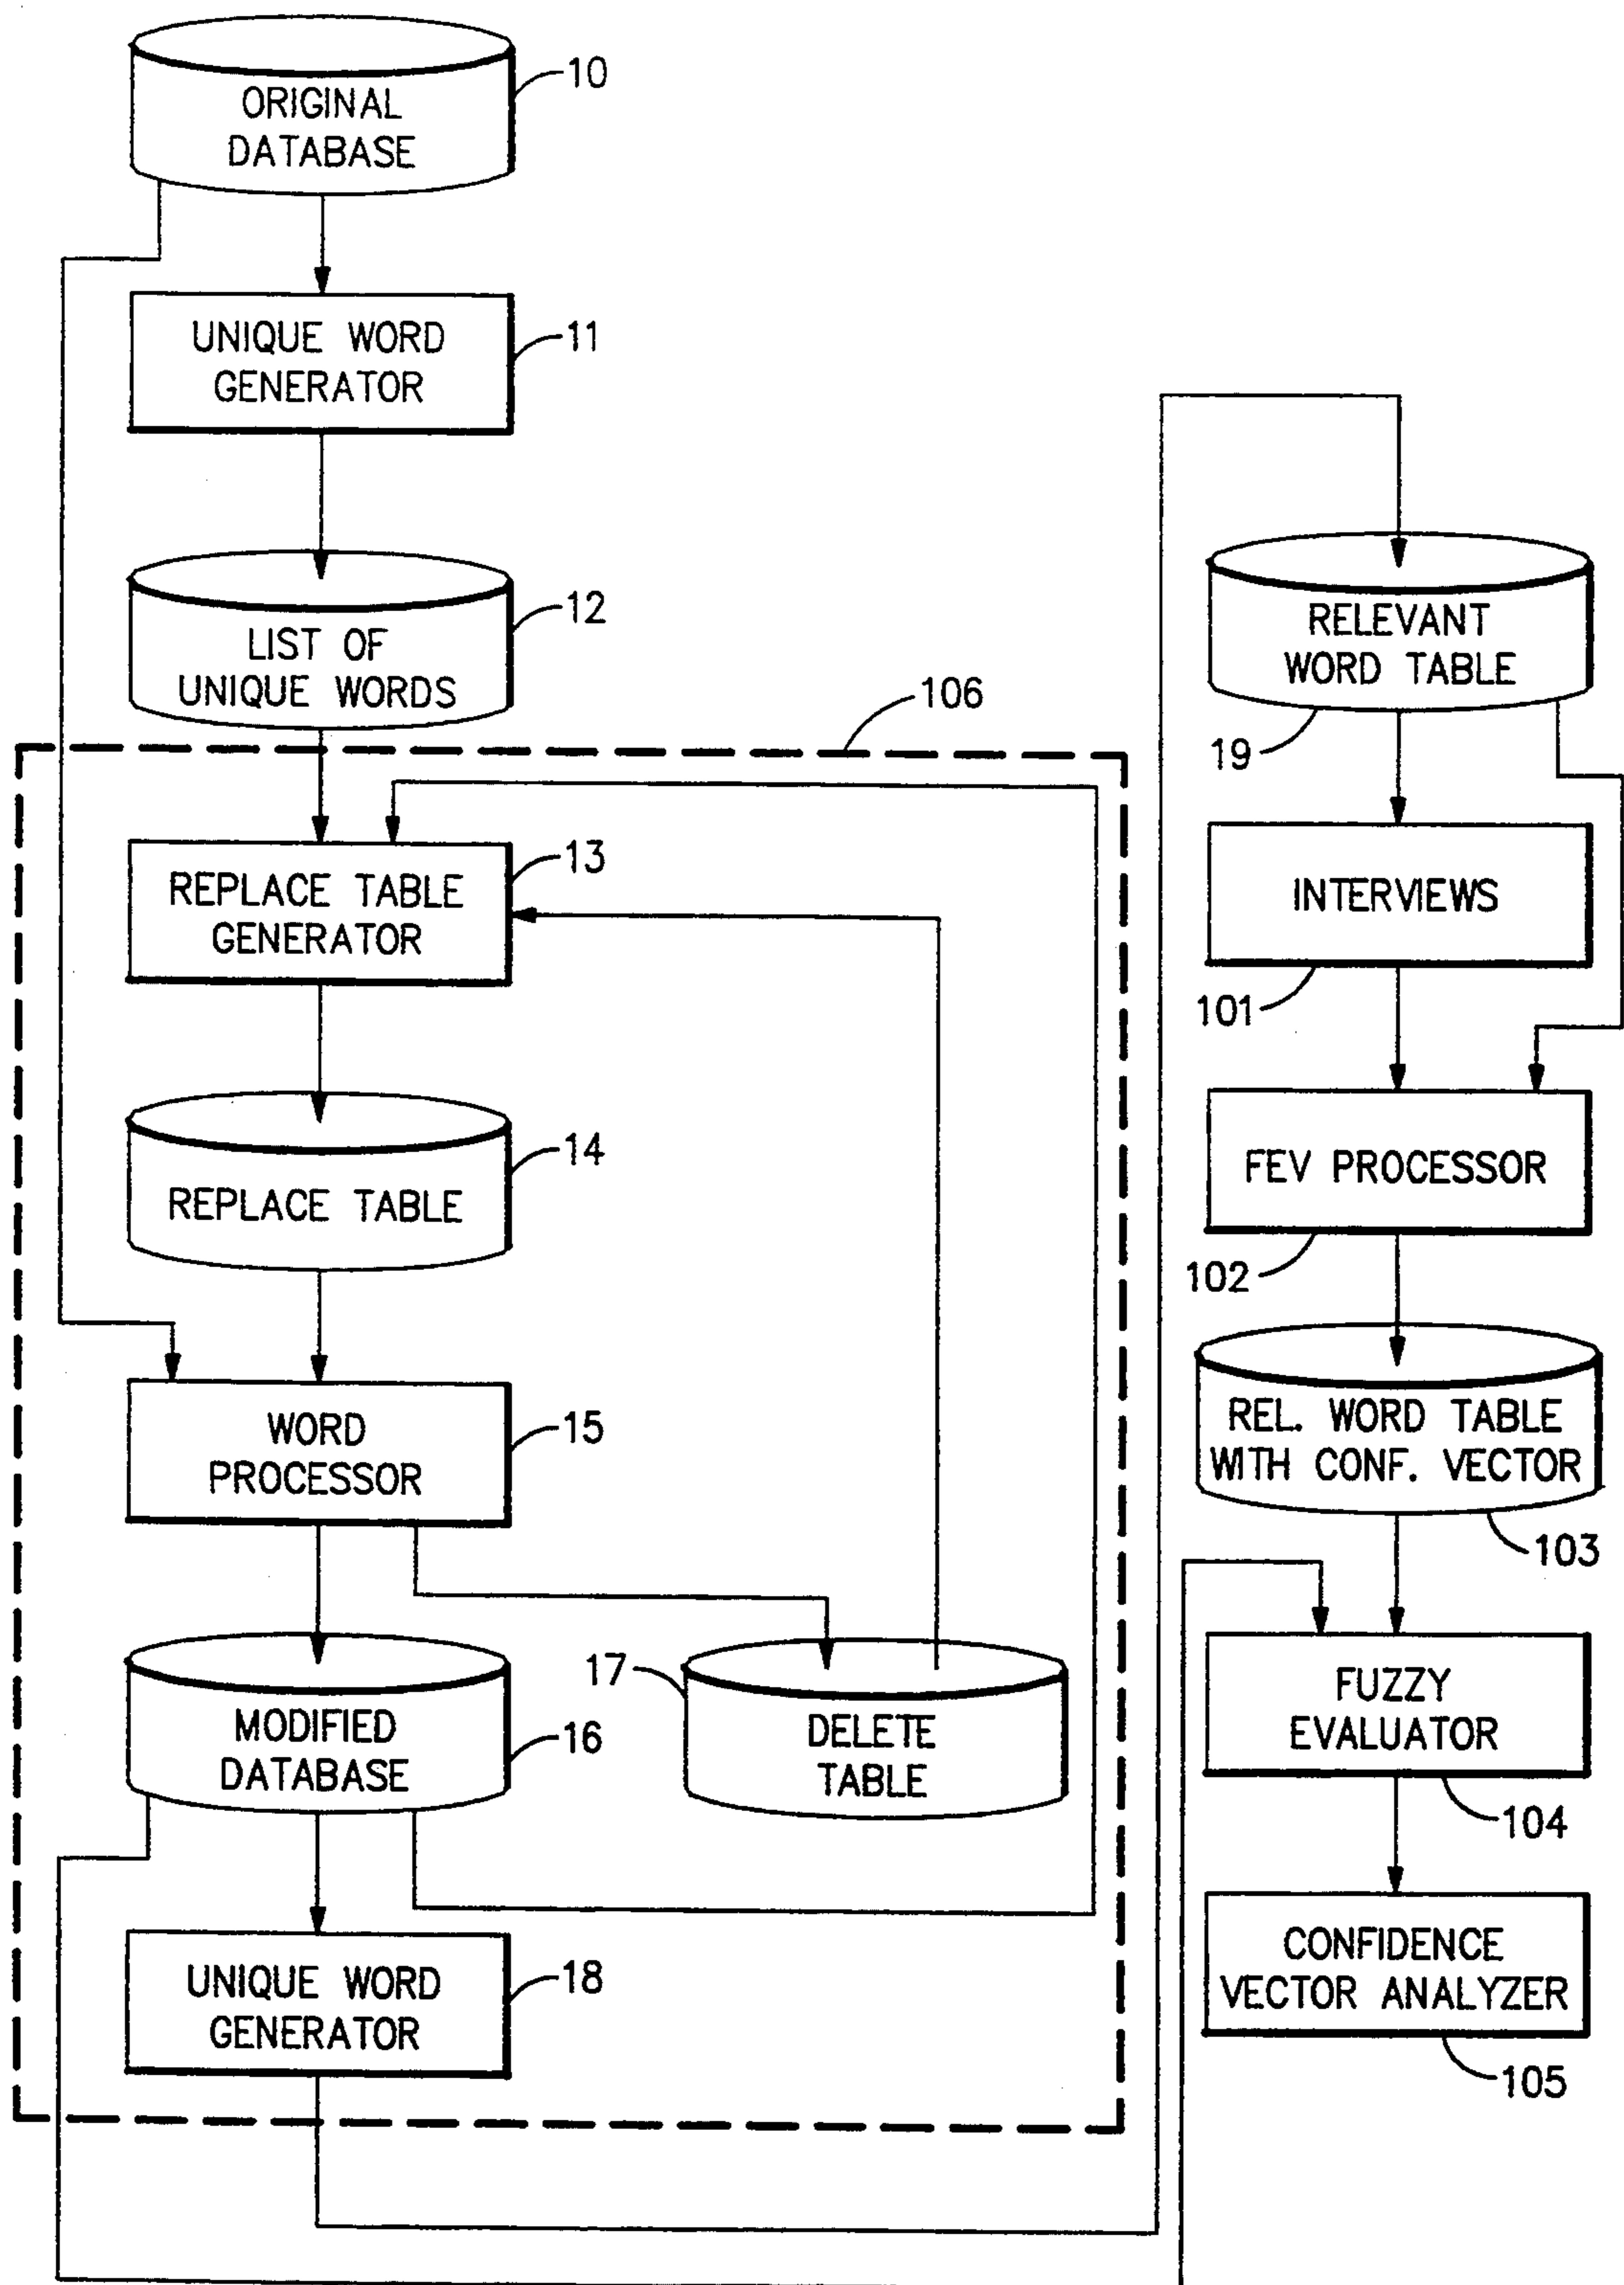 ORIGINAL
DATABASE
10
UNIQUE WORD
GENERATOR
11
LIST OF
UNIQUE WORDS
12
106
REPLACE TABLE
GENERATOR
13
REPLACE TABLE
14
WORD
PROCESSOR
15
MODIFIED
DATABASE
16
17
DELETE
TABLE
UNIQUE WORD
GENERATOR
18
RELEVANT
WORD TABLE
19
INTERVIEWS
101
FEV PROCESSOR
102
REL. WORD TABLE
WITH CONF. VECTOR
103
FUZZY
EVALUATOR
104
CONFIDENCE
VECTOR ANALYZER
105